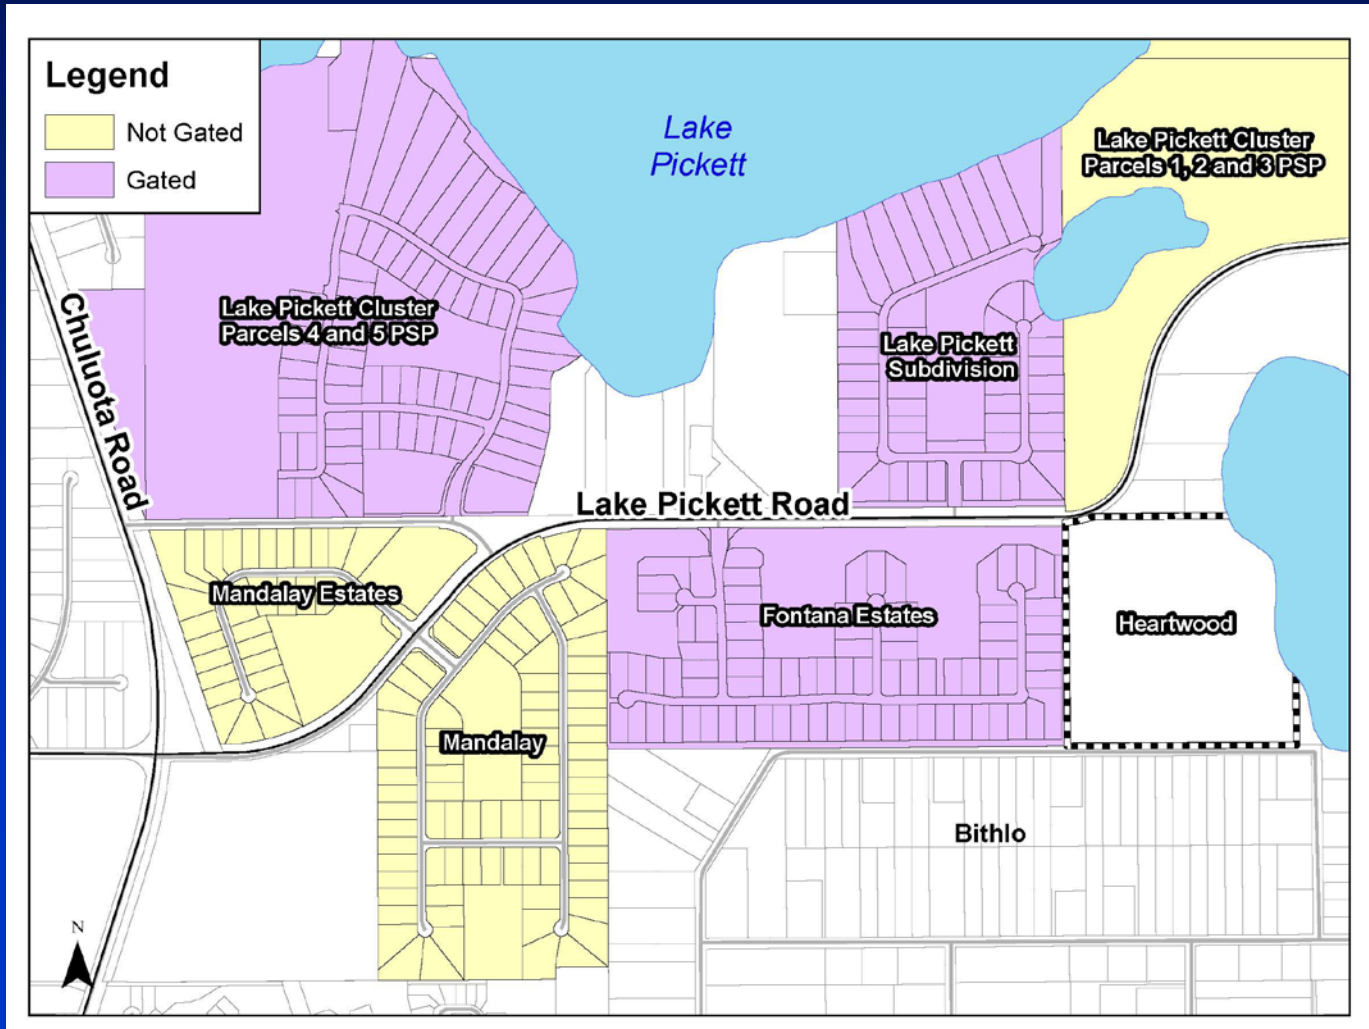 Legend
Not Gated
Gated
Lake
Pickett
Lake Pickett Cluster
Parcels 1, 2 and 3 PSP
Lake Pickett Cluster
Parcels 4 and 5 PSP
Chuluota Road
Lake Pickett
Subdivision
Lake Pickett Road
Mandalay Estates
Fontana Estates
Heartwood
Mandalay
Bithlo
N